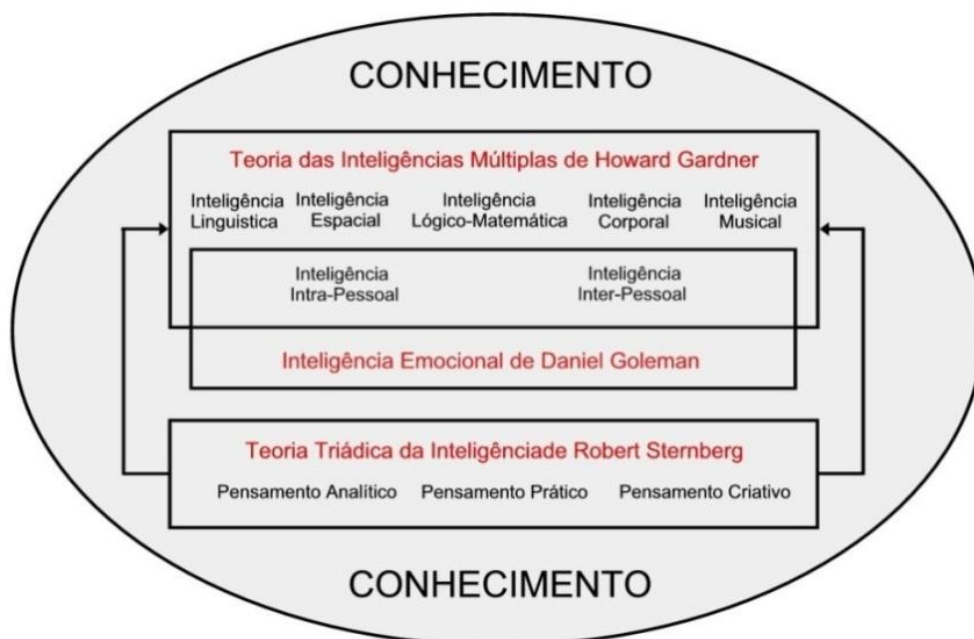 CONHECIMENTO
Teoria das Inteligências Múltiplas de Howard Gardner
Inteligência Linguistica
Inteligência Espacial
Inteligência Lógico-Matemática
Inteligência Corporal
Inteligência Musical
Inteligência Intra-Pessoal
Inteligência Inter-Pessoal
Inteligência Emocional de Daniel Goleman
Teoria Triádica da Inteligênciade Robert Sternberg
Pensamento Analítico
Pensamento Prático
Pensamento Criativo
CONHECIMENTO